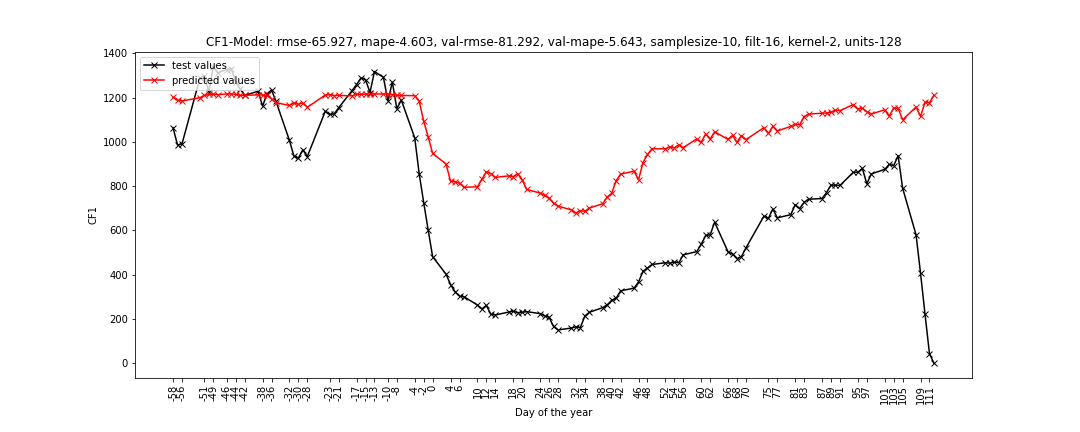 CF1-Model: rmse-65.927, mape-4.603, val-rmse-81.292, val-mape-5.643, samplesize-10, filt-16, kernel-2, units-128
test values
predicted values
1400
1200
1000
800
600
400
200
0
CF1
-58 -56 -51 -49 -46 -44 -42 -38 -36 -32 -30 -28 -23 -21 -17 -15 -13 -10 -8 -4 -2 0 4 6 10 12 14 18 20 24 26 28 32 34 38 40 42 46 48 52 54 56 60 62 66 68 70 75 77 81 83 87 89 91 95 97 101 103 105 109 111
Day of the year